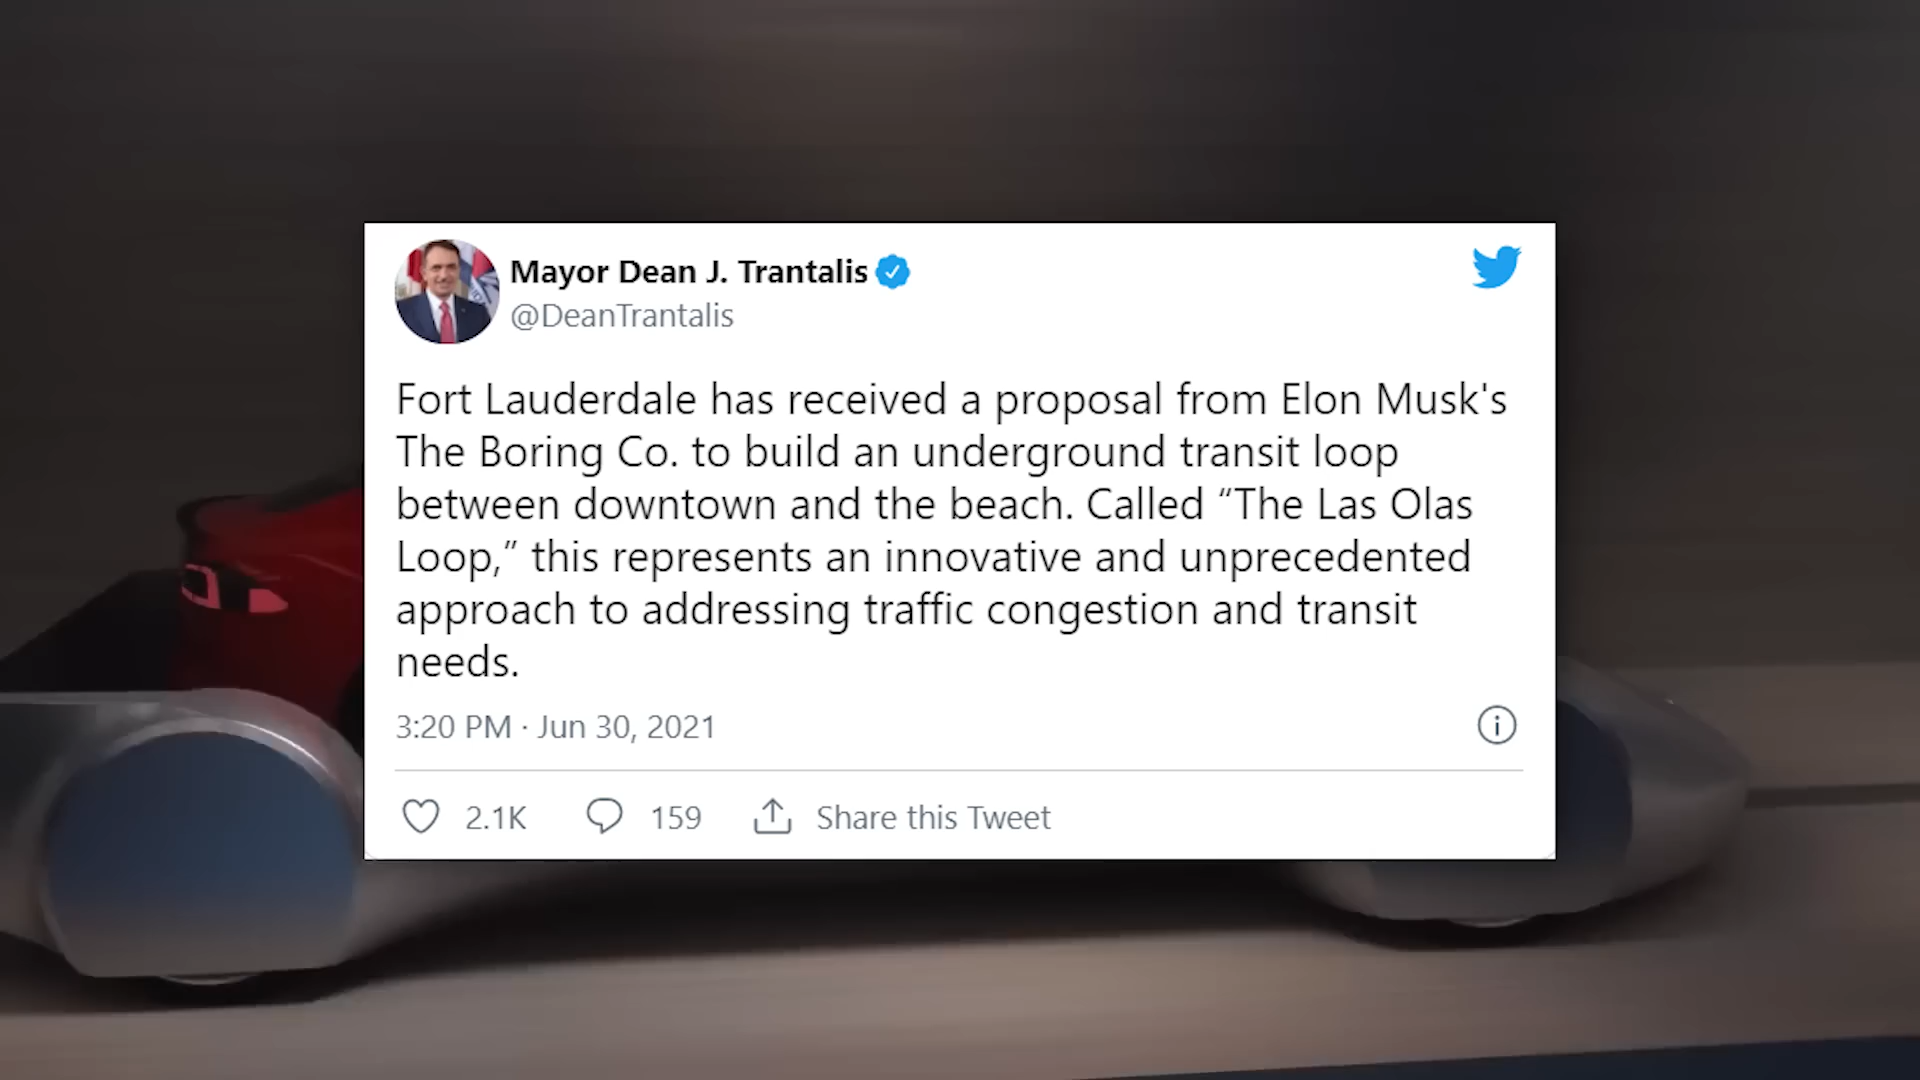 Mayor Dean J. Trantalis
@DeanTrantalis
Fort Lauderdale has received a proposal from Elon Musk's
The Boring Co. to build an underground transit loop
between downtown and the beach. Called “The Las Olas
Loop,” this represents an innovative and unprecedented
approach to addressing traffic congestion and transit
needs.
3:20 PM · Jun 30, 2021
2.1K 159 Share this Tweet